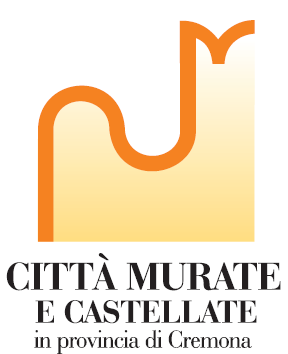 CITTÀ MURATE
E CASTELLATE
in provincia di Cremona